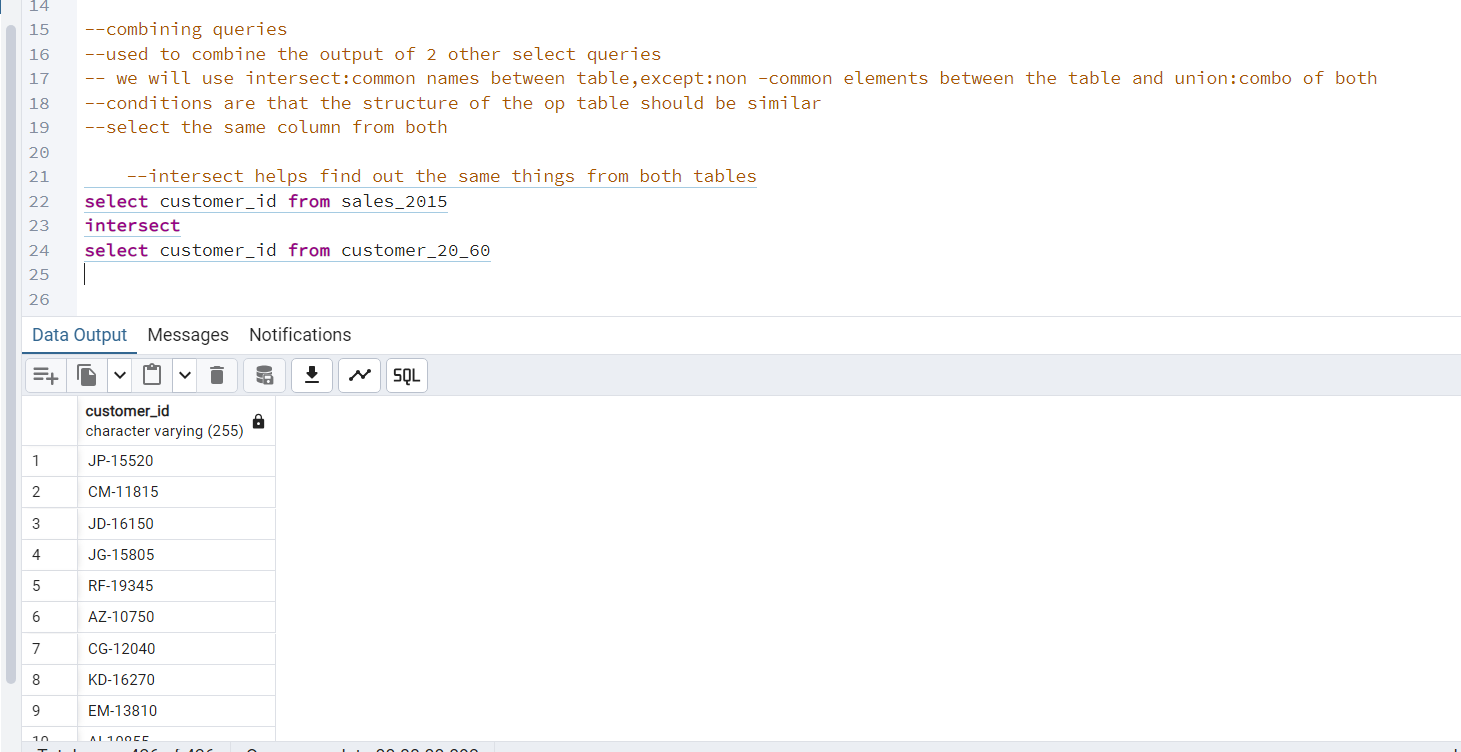 14
15 --combining queries
16 --used to combine the output of 2 other select queries
17 -- we will use intersect:common names between table,except:non -common elements between the table and union:combo of both
18 --conditions are that the structure of the op table should be similar
19 --select the same column from both
20
21 --intersect helps find out the same things from both tables
22 select customer_id from sales_2015
23 intersect
24 select customer_id from customer_20_60
25
26
Data Output Messages Notifications
SQL
customer_id
character varying (255)
1 JP-15520
2 CM-11815
3 JD-16150
4 JG-15805
5 RF-19345
6 AZ-10750
7 CG-12040
8 KD-16270
9 EM-13810
10